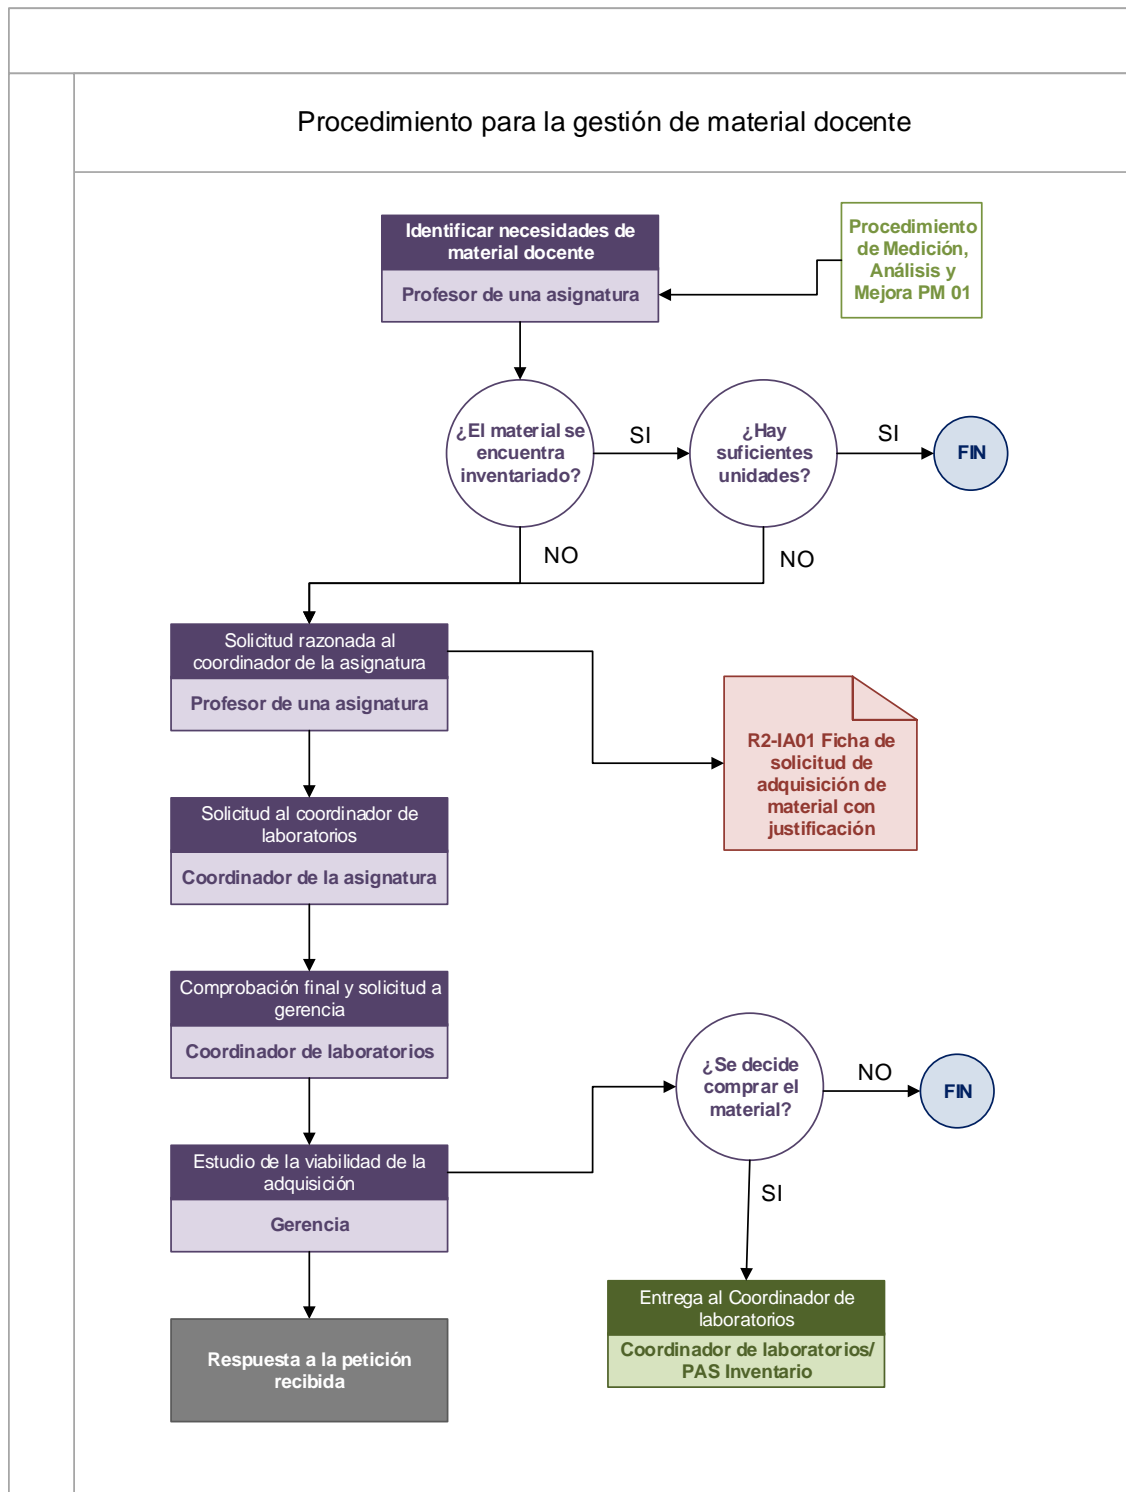 Procedimiento para la gestión de material docente
Identificar necesidades de
material docente
Profesor de una asignatura
Procedimiento
de Medición,
Análisis y
Mejora PM 01
¿El material se
encuentra
inventariado?
SI
¿Hay
suficientes
unidades?
SI
FIN
NO
NO
Solicitud razonada al
coordinador de la asignatura
Profesor de una asignatura
R2-IA01 Ficha de
solicitud de
adquisición de
material con
justificación
Solicitud al coordinador de
laboratorios
Coordinador de la asignatura
Comprobación final y solicitud a
gerencia
Coordinador de laboratorios
¿Se decide
comprar el
material?
NO
FIN
Estudio de la viabilidad de la
adquisición
Gerencia
SI
Entrega al Coordinador de
laboratorios
Coordinador de laboratorios/
PAS Inventario
Respuesta a la petición
recibida